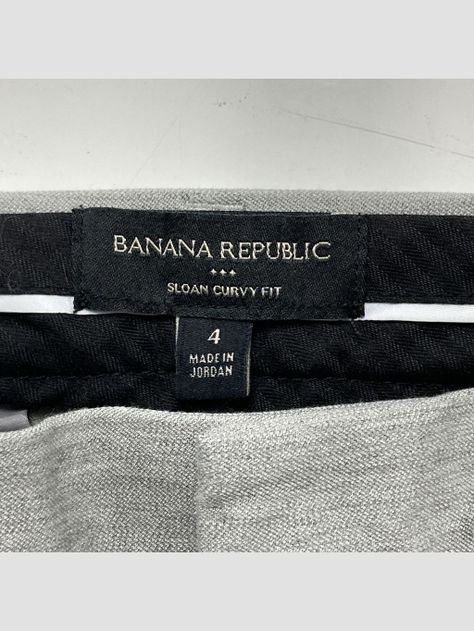 BANANA REPUBLIC
SLOAN CURVY FIT
4
MADE IN
JORDAN